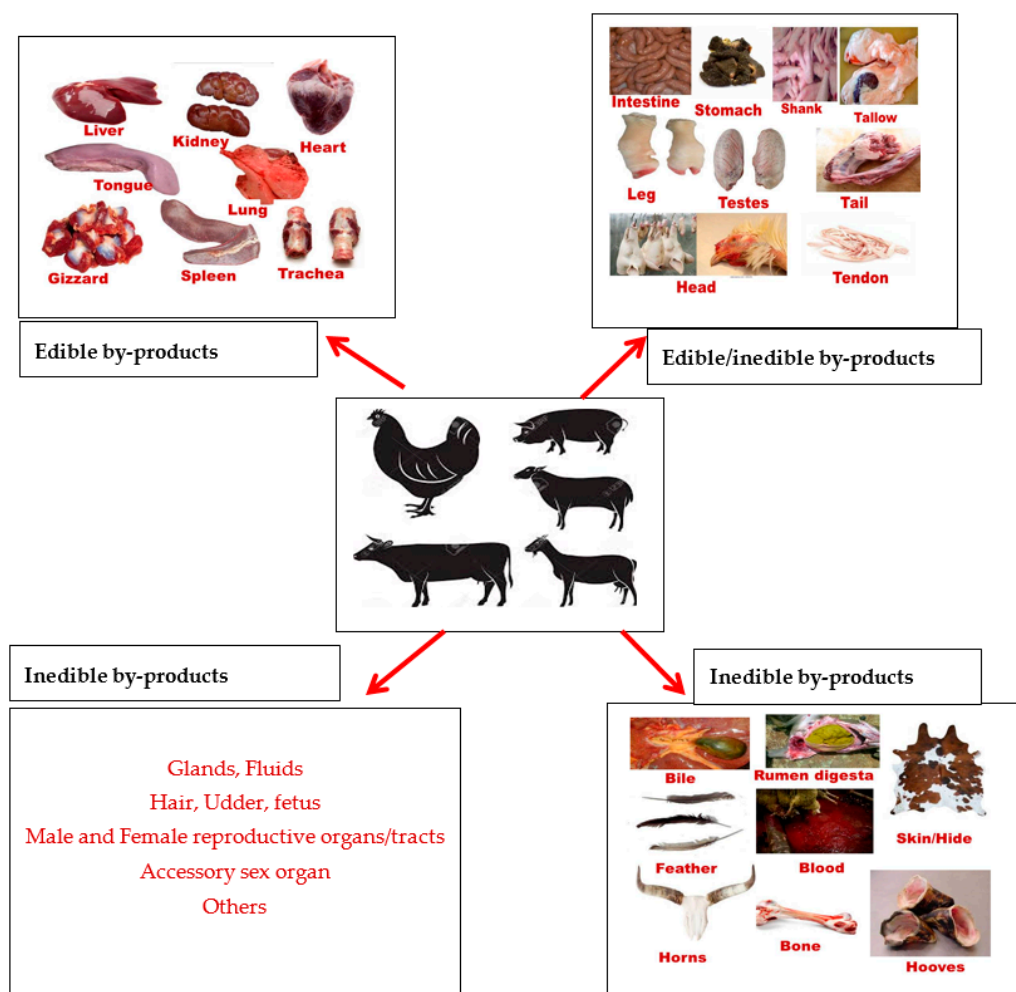 Liver
Kidney
Heart
Tongue
Lung
Gizzard
Spleen
Trachea
Edible by-products
Intestine
Stomach
Shank
Tallow
Leg
Testes
Tail
Head
Tendon
Edible/inedible by-products
Inedible by-products
Glands, Fluids
Hair, Udder, fetus
Male and Female reproductive organs/tracts
Accessory sex organ
Others
Inedible by-products
Bile
Rumen digesta
Skin/Hide
Feather
Blood
Horns
Bone
Hooves